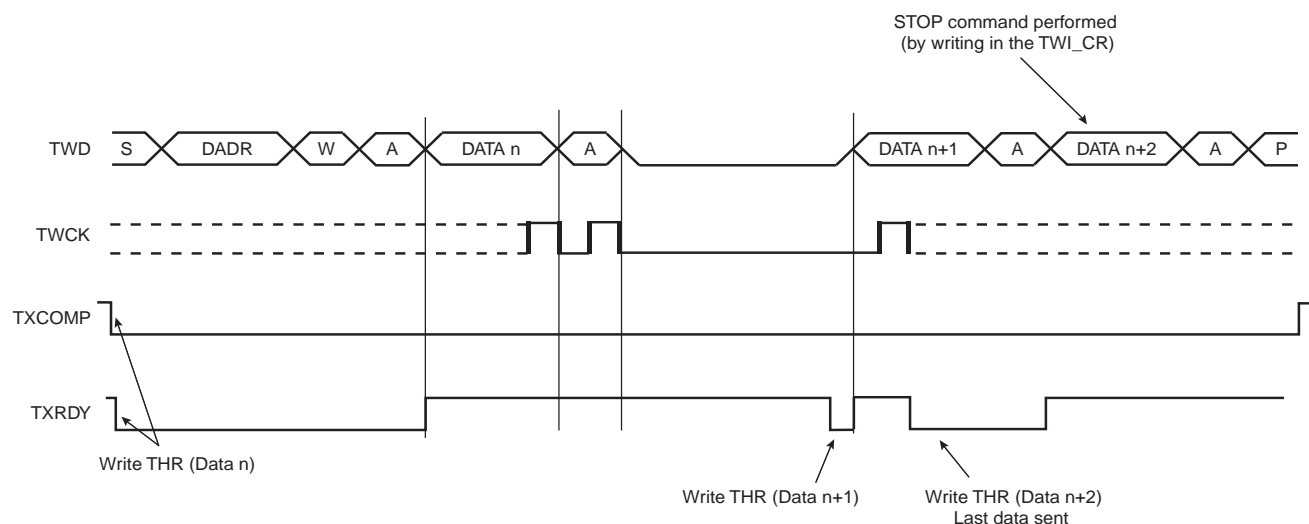 STOP command performed
(by writing in the TWI_CR)
TWD S DADR W A DATA n A DATA n+1 A DATA n+2 A P
TWCK
TXCOMP
TXRDY
Write THR (Data n)
Write THR (Data n+1) Write THR (Data n+2)
Last data sent